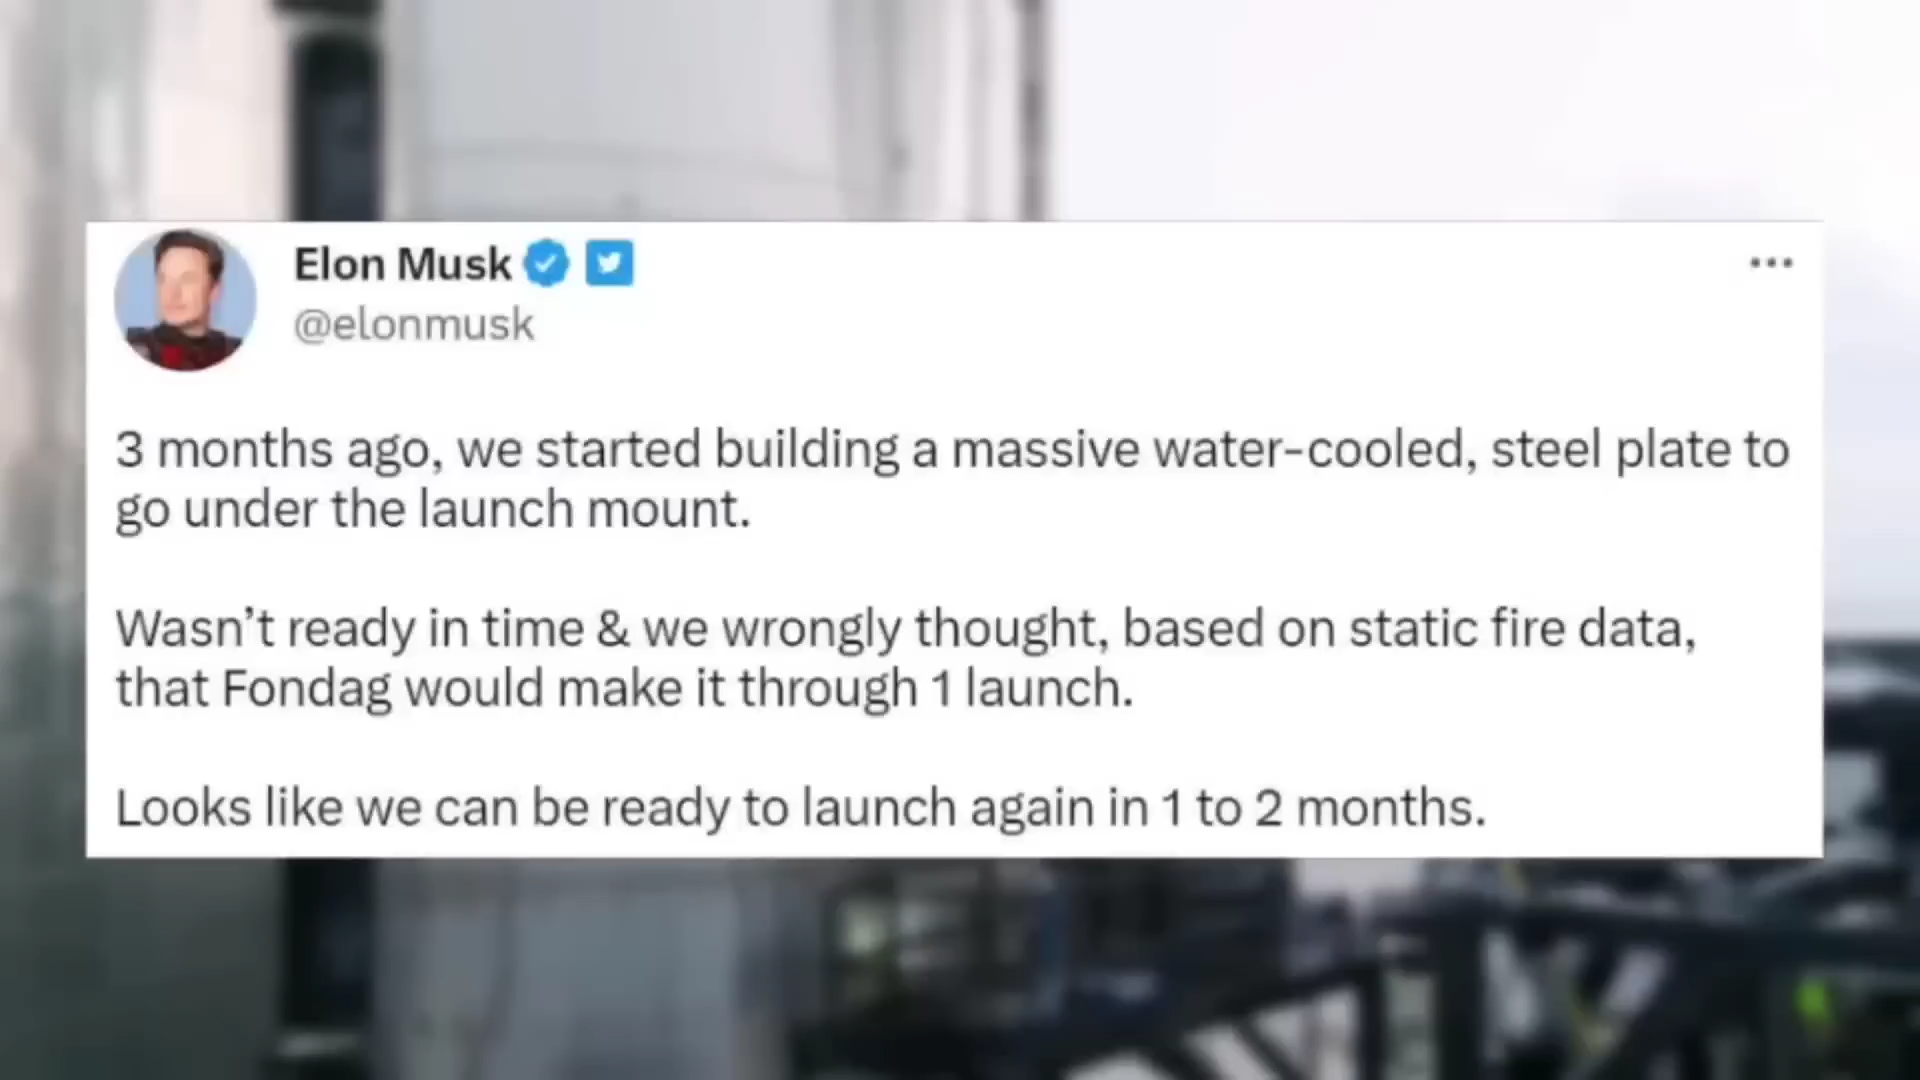 Elon Musk
@elonmusk
3 months ago, we started building a massive water-cooled, steel plate to
go under the launch mount.
Wasn’t ready in time & we wrongly thought, based on static fire data,
that Fondag would make it through 1 launch.
Looks like we can be ready to launch again in 1 to 2 months.